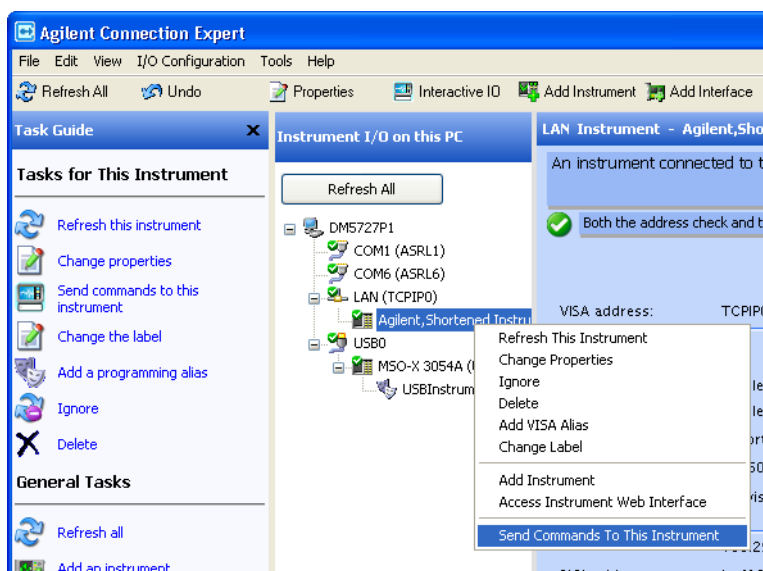 Agilent Connection Expert
File Edit View I/O Configuration Tools Help
Refresh All Undo Properties Interactive IO Add Instrument Add Interface
Task Guide
Tasks for This Instrument
Refresh this instrument
Change properties
Send commands to this
instrument
Change the label
Add a programming alias
Ignore
Delete
General Tasks
Refresh all
Add an instrument
Instrument I/O on this PC
Refresh All
DM5727P1
COM1 (ASRL1)
COM6 (ASRL6)
LAN (TCPIP0)
Agilent,Shortened Instru
USB0
MSO-X 3054A (
USBInstrum
LAN Instrument - Agilent,Sho
An instrument connected to t
Both the address check and t
VISA address: TCPIP0
Refresh This Instrument
Change Properties
Ignore
Delete
Add VISA Alias
Change Label
Add Instrument
Access Instrument Web Interface
Send Commands To This Instrument